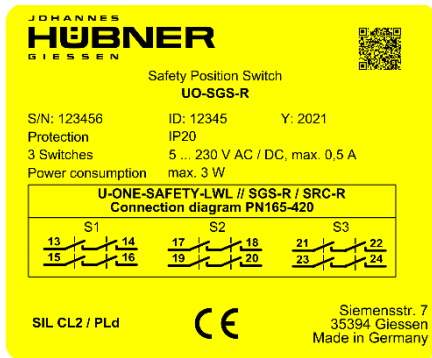 JOHANNES
HÜBNER
GIESSEN
Safety Position Switch
UO-SGS-R
S/N: 123456 ID: 12345 Y: 2021
Protection IP20
3 Switches 5 ... 230 V AC / DC, max. 0,5 A
Power consumption max. 3 W
U-ONE-SAFETY-LWL // SGS-R / SRC-R
Connection diagram PN165-420
S1 S2 S3
13 14 17 18 21 22
15 16 19 20 23 24
SIL CL2 / PLd
CE
Siemensstr. 7
35394 Giessen
Made in Germany